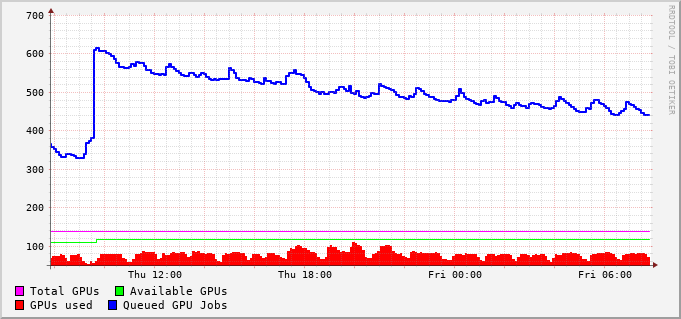 700
600
500
400
300
200
100
Thu 12:00 Thu 18:00 Fri 00:00 Fri 06:00
Total GPUs Available GPUs
GPUs used Queued GPU Jobs
RRDTOOL / TOBI OETIKER